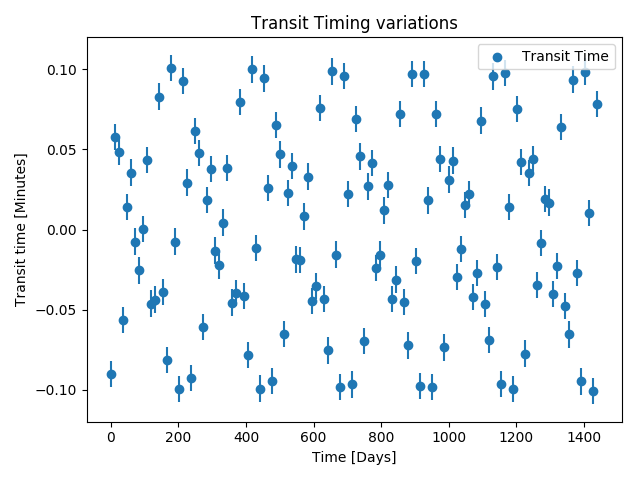 Transit Timing variations
Transit Time
Transit time [Minutes]
0.10
0.05
0.00
−0.05
−0.10
0 200 400 600 800 1000 1200 1400
Time [Days]